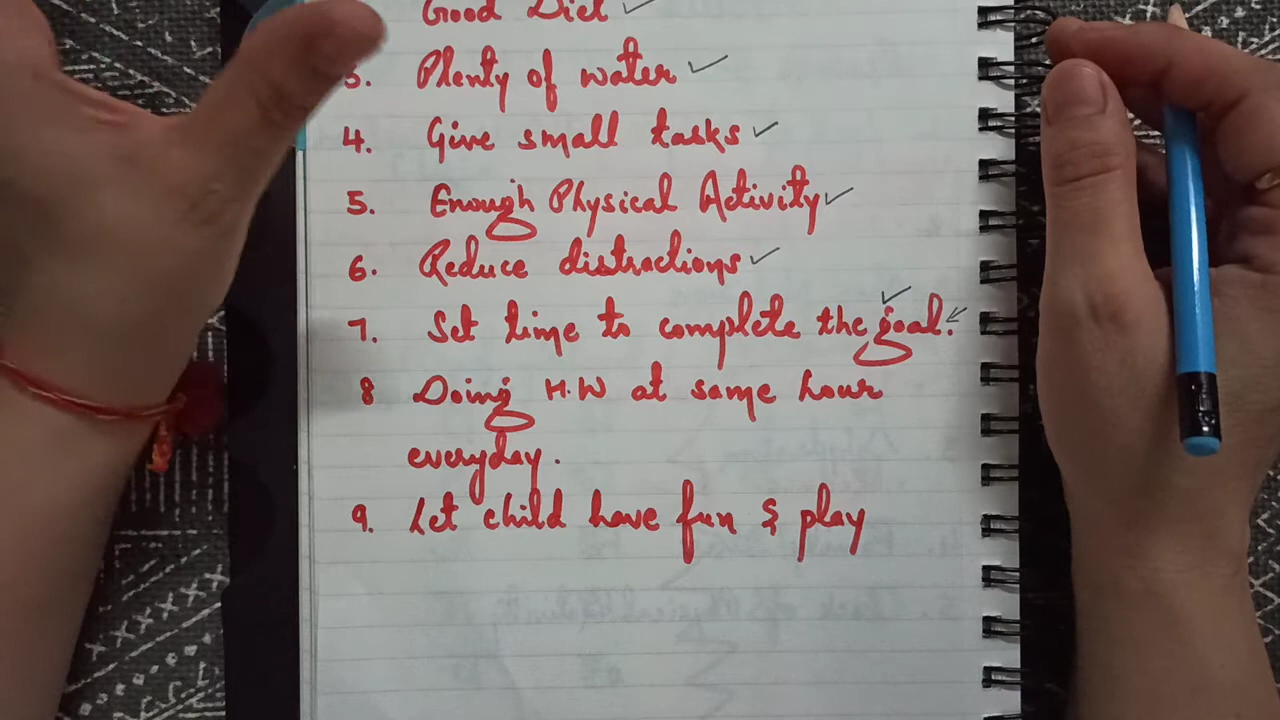 Good Diet
3. Plenty of water
4. Give small tasks
5. Enough Physical Activity
6. Reduce distractions
7. Set time to complete the goal.
8 Doing H.W at same hour
everyday.
9. Let child have fun & play